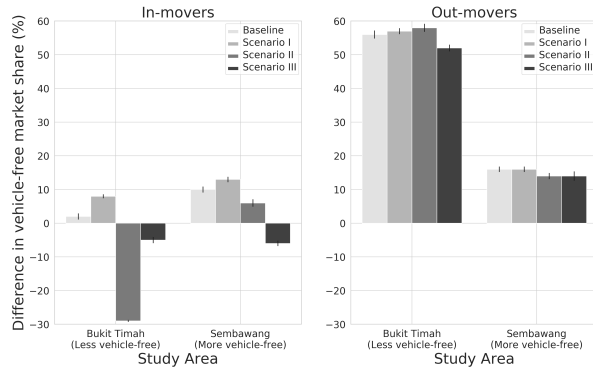 In-movers
Out-movers
Difference in vehicle-free market share (%)
60
50
40
30
20
10
0
−10
−20
−30
Baseline
Scenario I
Scenario II
Scenario III
Bukit Timah
(Less vehicle-free)
Sembawang
(More vehicle-free)
Study Area
60
50
40
30
20
10
0
−10
−20
−30
Baseline
Scenario I
Scenario II
Scenario III
Bukit Timah
(Less vehicle-free)
Sembawang
(More vehicle-free)
Study Area